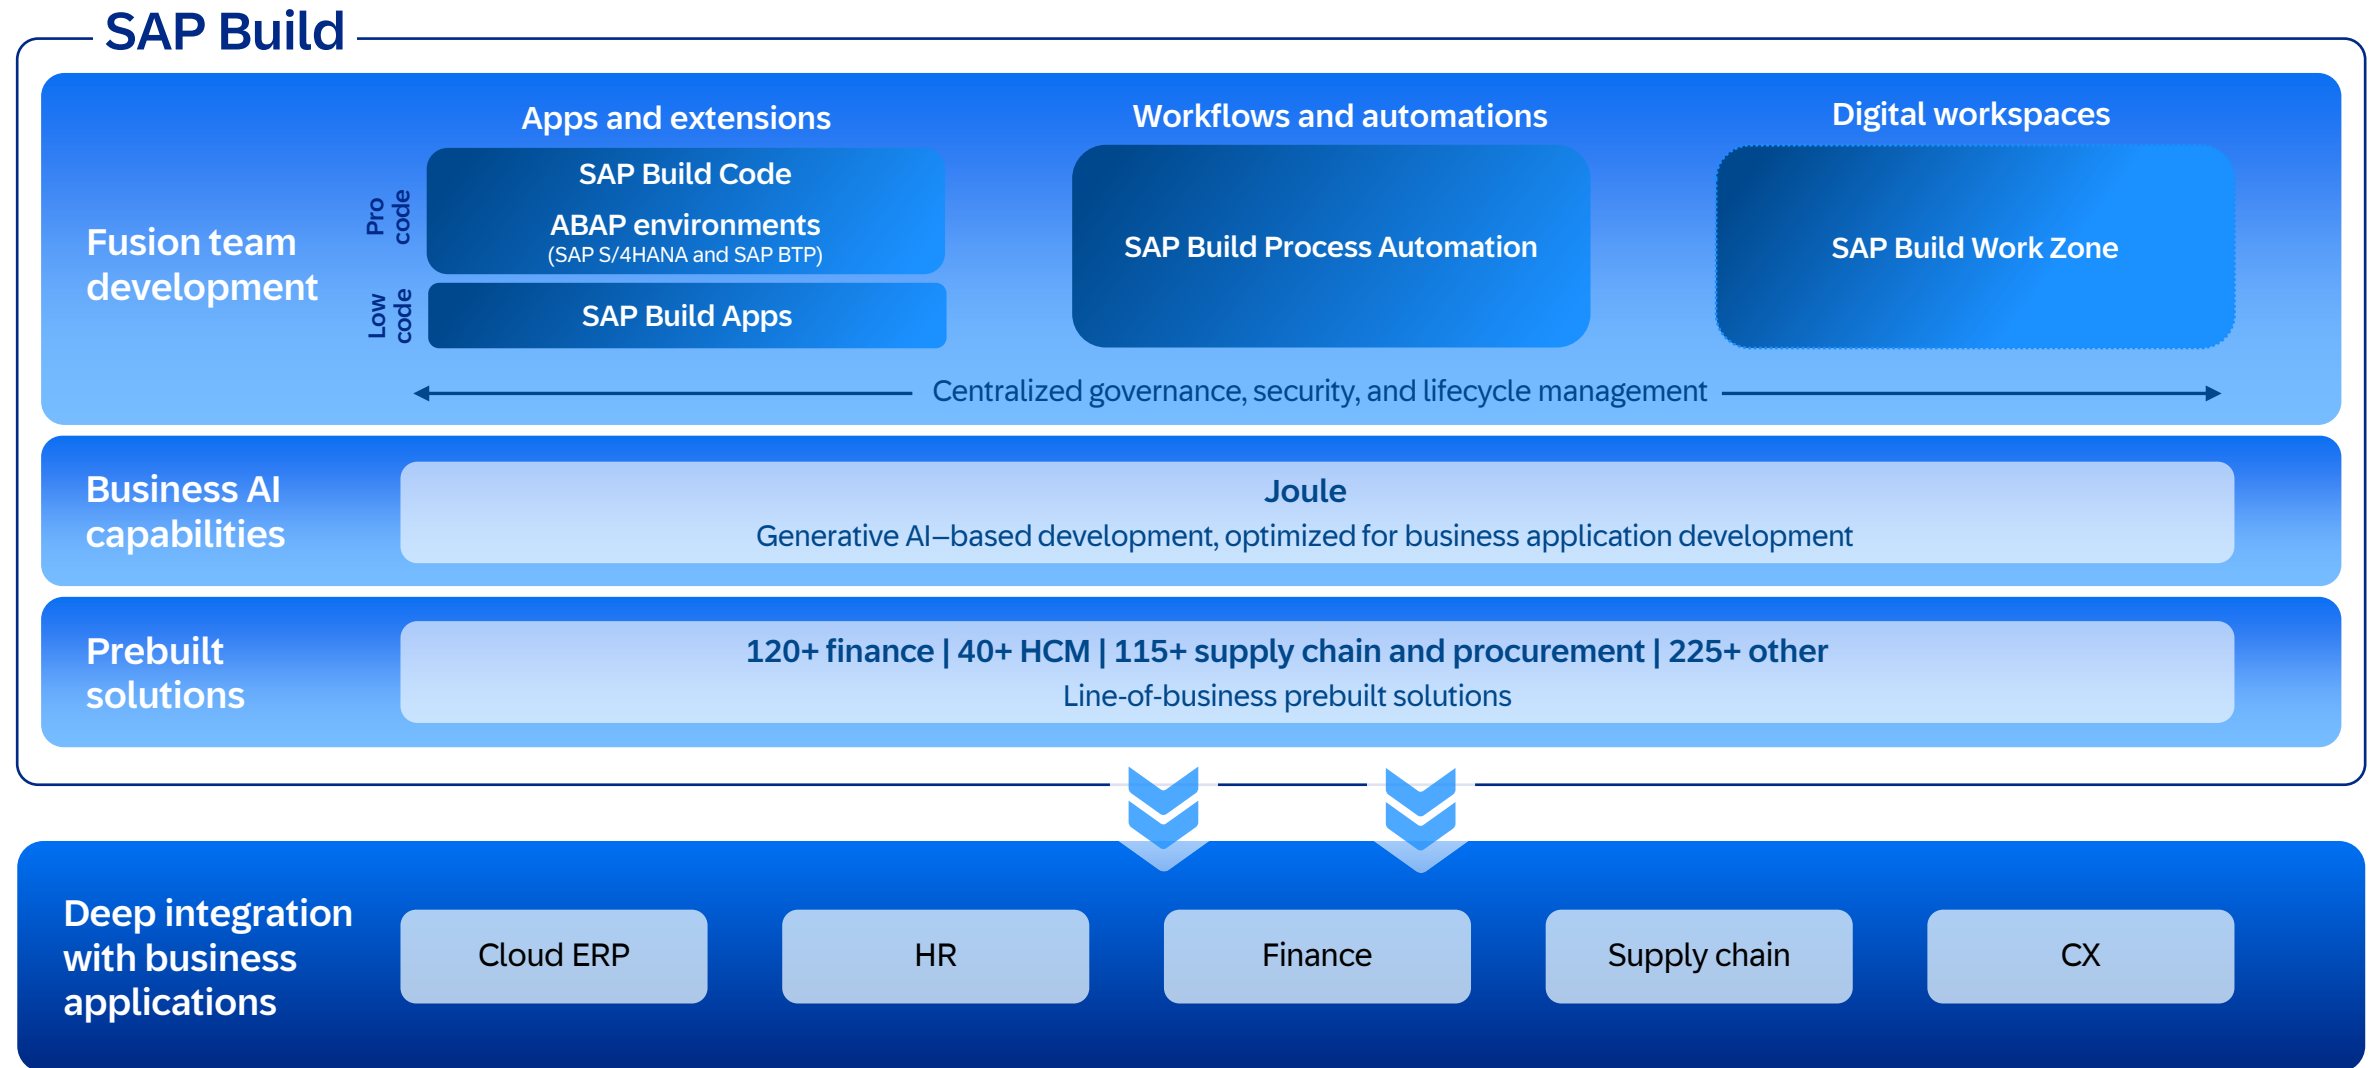 SAP Build
Apps and extensions
Workflows and automations
Digital workspaces
Fusion team
development
Pro
code
SAP Build Code
ABAP environments
(SAP S/4HANA and SAP BTP)
Low
code
SAP Build Apps
SAP Build Process Automation
SAP Build Work Zone
Centralized governance, security, and lifecycle management
Business AI
capabilities
Joule
Generative AI–based development, optimized for business application development
Prebuilt
solutions
120+ finance | 40+ HCM | 115+ supply chain and procurement | 225+ other
Line-of-business prebuilt solutions
Deep integration
with business
applications
Cloud ERP
HR
Finance
Supply chain
CX